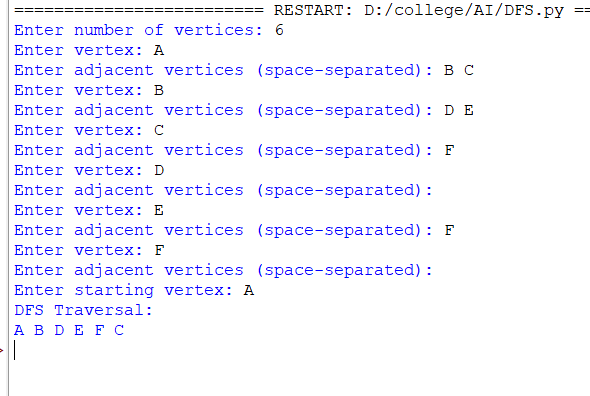 ========================= RESTART: D:/college/AI/DFS.py ==
Enter number of vertices: 6
Enter vertex: A
Enter adjacent vertices (space-separated): B C
Enter vertex: B
Enter adjacent vertices (space-separated): D E
Enter vertex: C
Enter adjacent vertices (space-separated): F
Enter vertex: D
Enter adjacent vertices (space-separated):
Enter vertex: E
Enter adjacent vertices (space-separated): F
Enter vertex: F
Enter adjacent vertices (space-separated):
Enter starting vertex: A
DFS Traversal:
A B D E F C